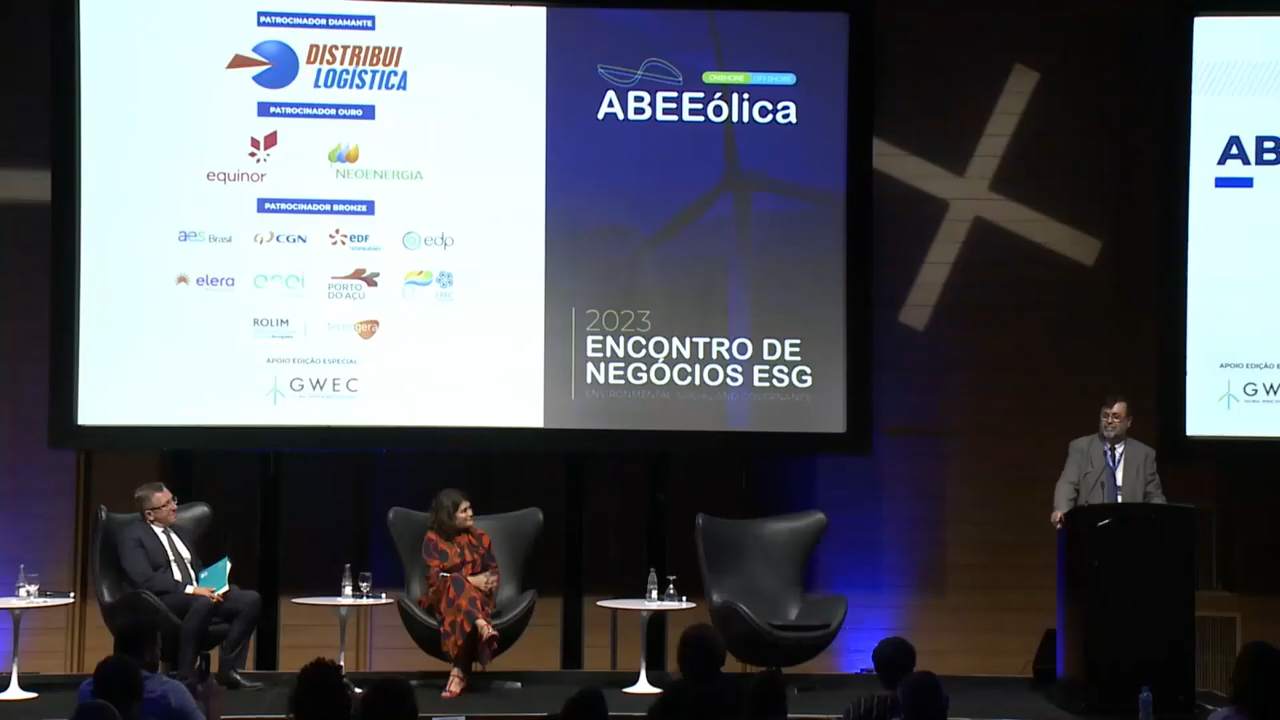 PATROCINADOR DIAMANTE
DISTRIBUI
LOGÍSTICA
PATROCINADOR OURO
equinor
NEOENERGIA
PATROCINADOR BRONZE
aes Brasil
CGN
EDF
edp
elera
enel
PORTO
DO AÇU
ROLIM
APOIO EDIÇÃO ESPECIAL
GWEC
ONSHORE OFFSHORE
ABEEólica
2023
ENCONTRO DE
NEGÓCIOS ESG
ENVIRONMENTAL, SOCIAL AND GOVERNANCE
AB
APOIO EDIÇÃO E
GW